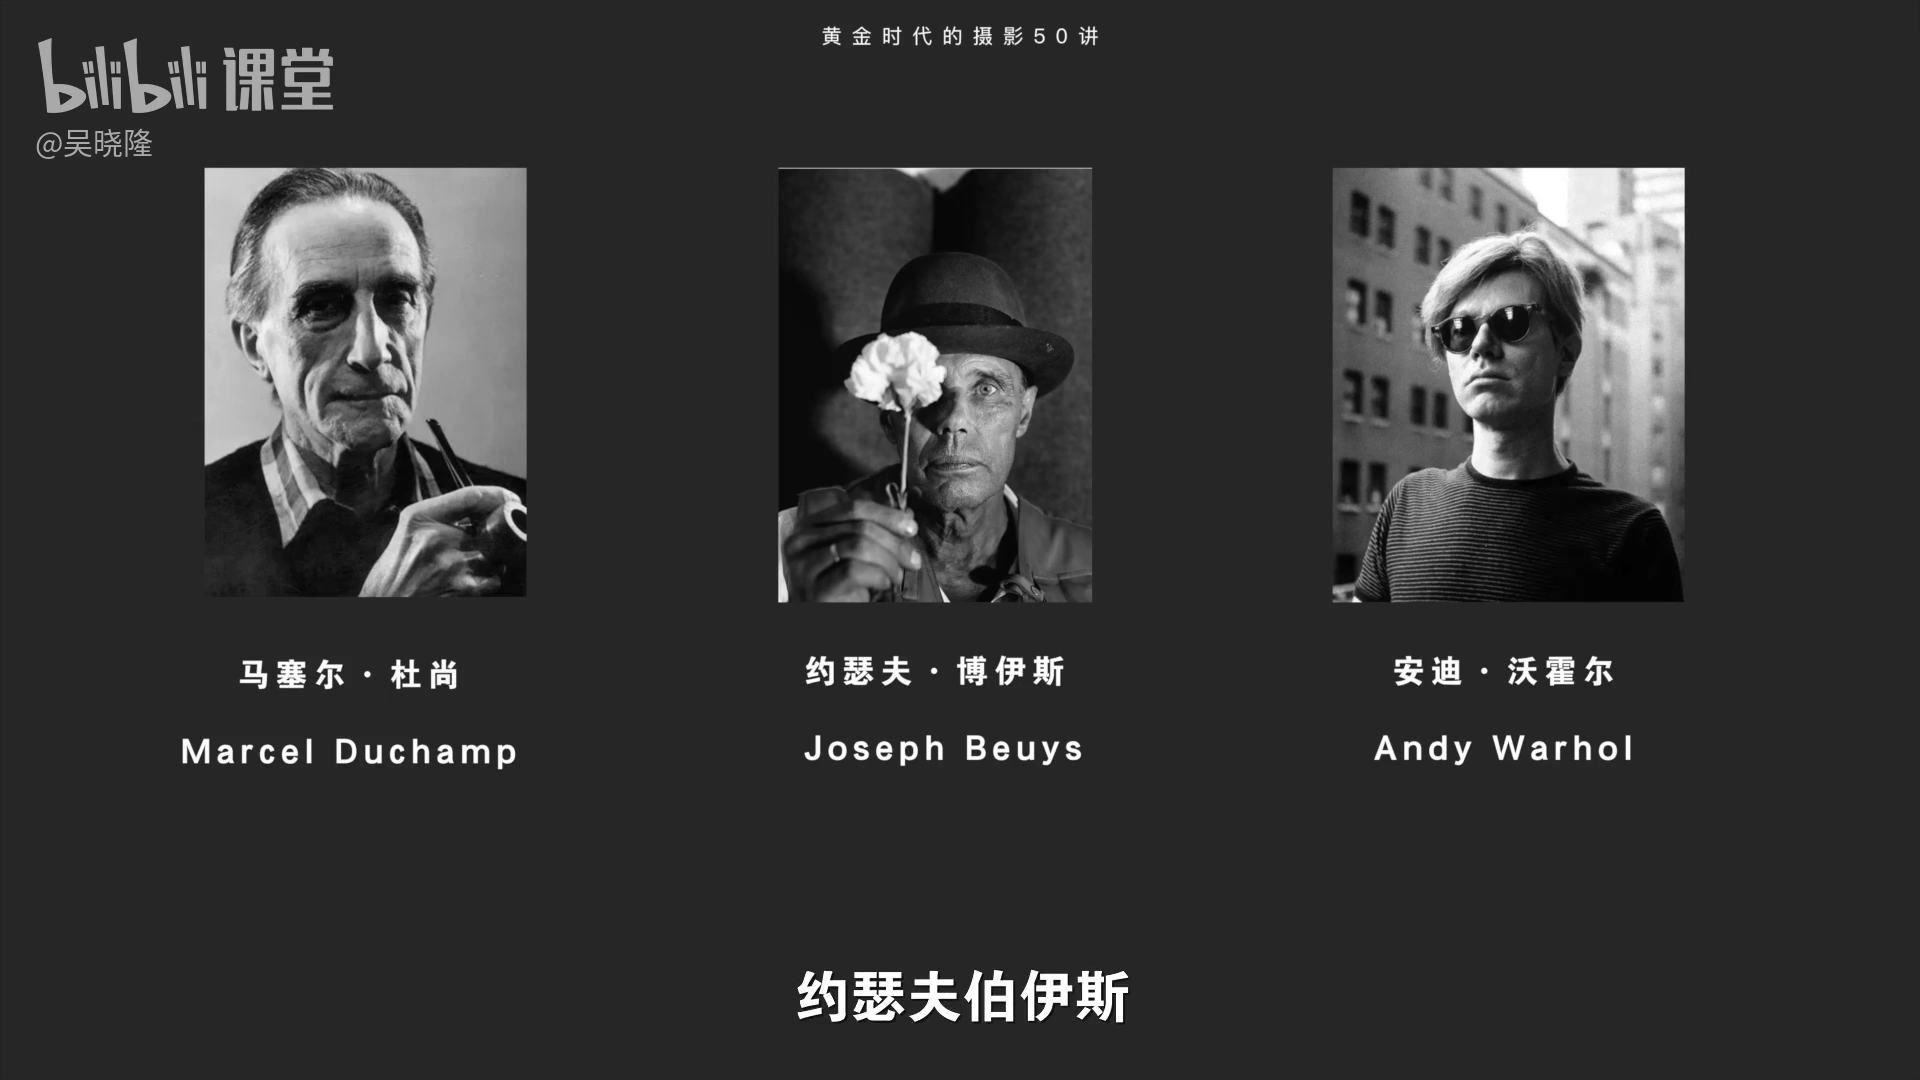 黄金时代的摄影50讲
bilibili 课堂
@吴晓隆
马塞尔·杜尚
约瑟夫·博伊斯
安迪·沃霍尔
Marcel Duchamp
Joseph Beuys
Andy Warhol
约瑟夫伯伊斯